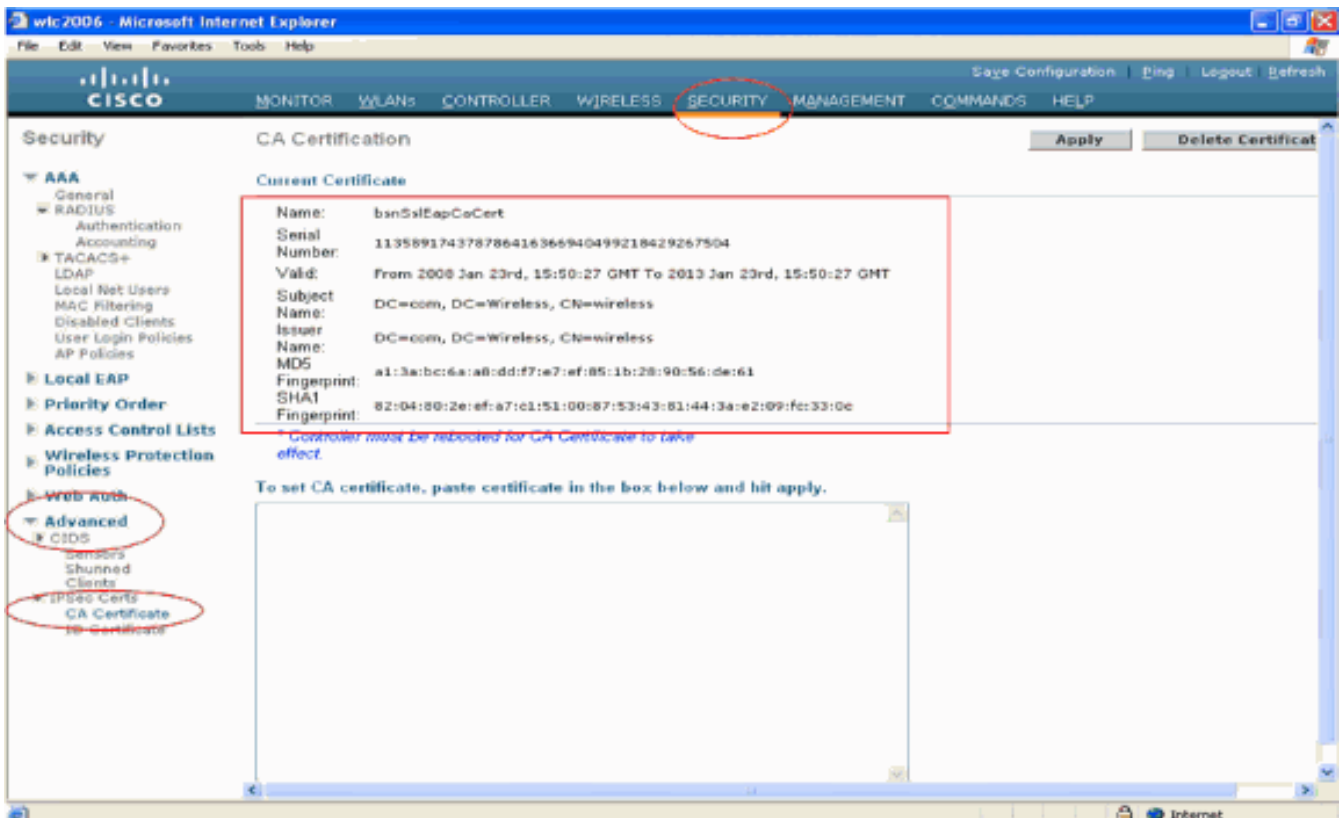 wlc2006 - Microsoft Internet Explorer
File Edit View Favorites Tools Help
Save Configuration Ping Logout Refresh
CISCO
MONITOR WLANs CONTROLLER WIRELESS SECURITY MANAGEMENT COMMANDS HELP
Security
CA Certification
Apply
Delete Certificat
AAA
General
RADIUS
Authentication
Accounting
TACACS+
LDAP
Local Net Users
MAC Filtering
Disabled Clients
User Login Policies
AP Policies
Local EAP
Priority Order
Access Control Lists
Wireless Protection
Policies
Web Auth
Advanced
CIDS
Sensors
Shunned
Clients
IPSec Certs
CA Certificate
ID Certificate
Current Certificate
Name: bsnSslEapCaCert
Serial
Number: 113589174378786416366940499218429267504
Valid: From 2008 Jan 23rd, 15:50:27 GMT To 2013 Jan 23rd, 15:50:27 GMT
Subject
Name: DC=com, DC=Wireless, CN=wireless
Issuer
Name: DC=com, DC=Wireless, CN=wireless
MD5
Fingerprint: a1:3a:bc:6a:a8:dd:f7:e7:ef:85:1b:28:90:56:de:61
SHA1
Fingerprint: 82:04:80:2e:ef:a7:c1:51:00:87:53:43:81:44:3a:e2:09:fc:33:0e
* Controller must be rebooted for CA Certificate to take
effect.
To set CA certificate, paste certificate in the box below and hit apply.
Internet